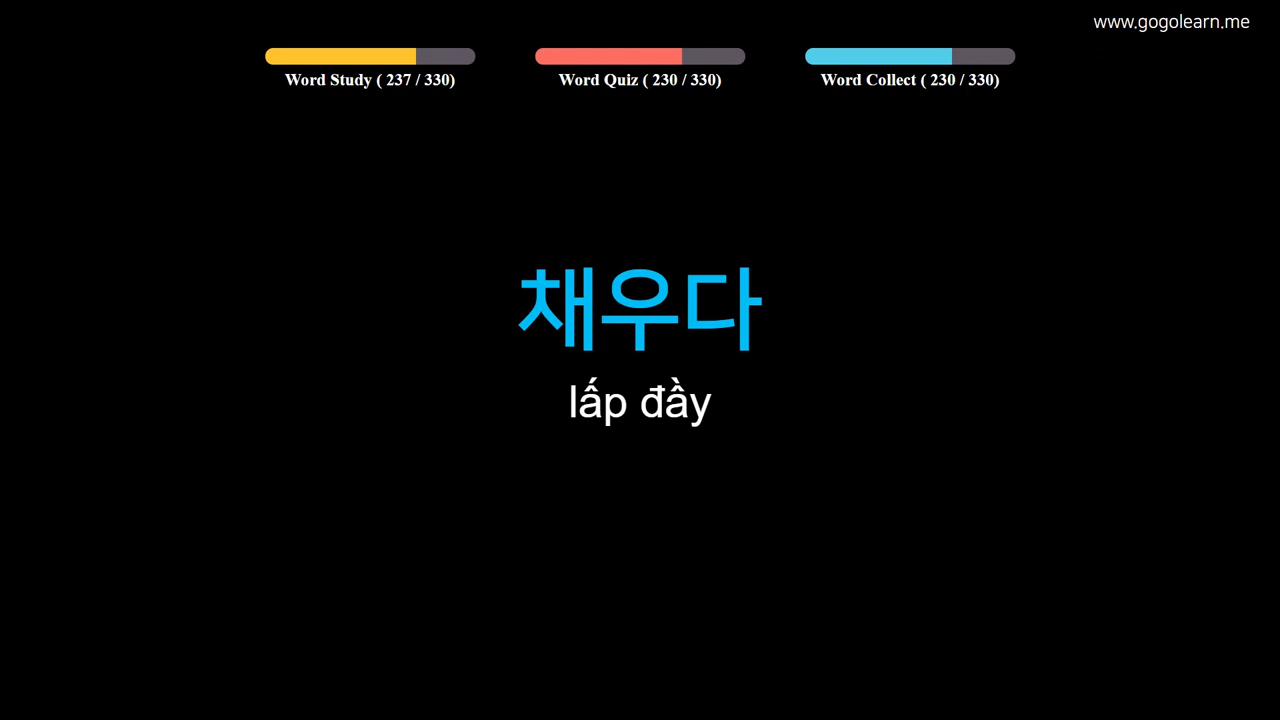 www.gogolearn.me
Word Study ( 237 / 330)
Word Quiz ( 230 / 330)
Word Collect ( 230 / 330)
채우다
lấp đầy